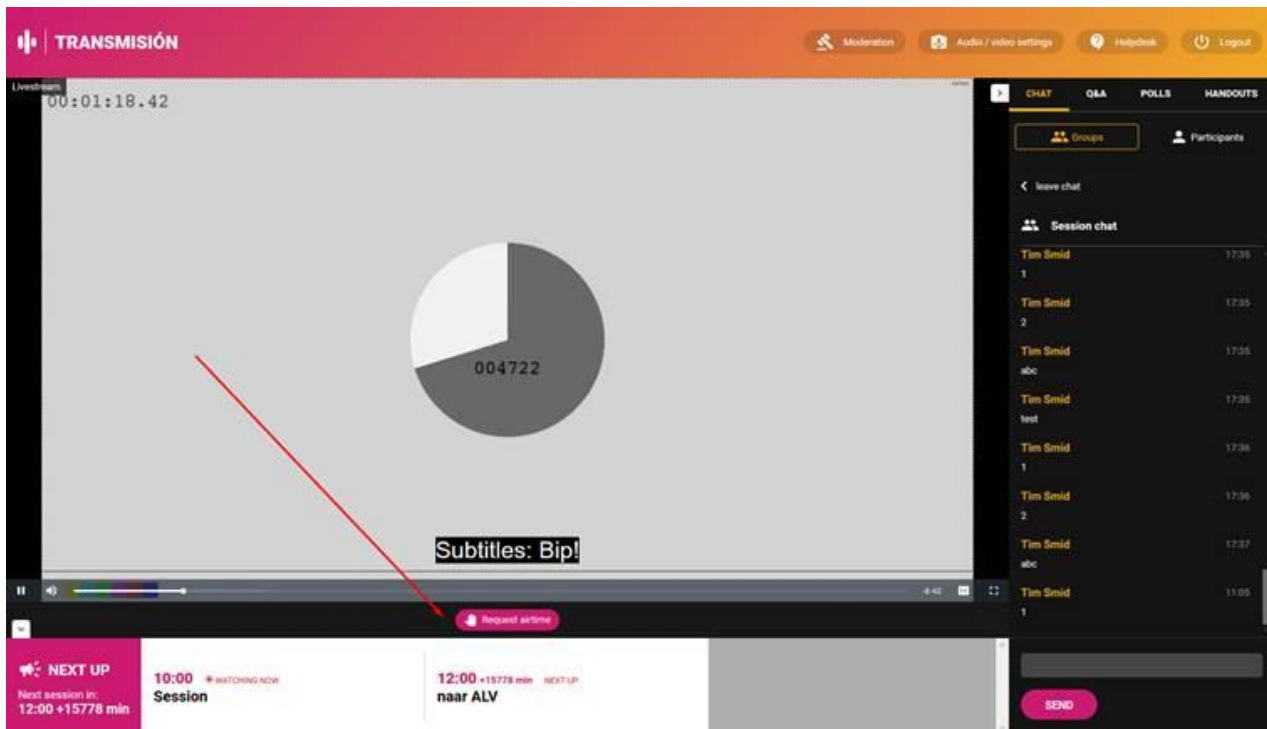 TRANSMISIÓN
Moderation
Audio / video settings
Helpdesk
Logout
Livestream
00:01:18.42
004722
Subtitles: Bip!
Request airtime
CHAT Q&A POLLS HANDOUTS
Groups
Participants
leave chat
Session chat
Tim Smid 17:35
1
Tim Smid 17:35
2
Tim Smid 17:35
abc
Tim Smid 17:35
test
Tim Smid 17:36
1
Tim Smid 17:36
2
Tim Smid 17:37
abc
Tim Smid 11:05
1
SEND
NEXT UP
Next session in:
12:00 +15778 min
10:00 WATCHING NOW
Session
12:00 +15778 min NEXT UP
naar ALV